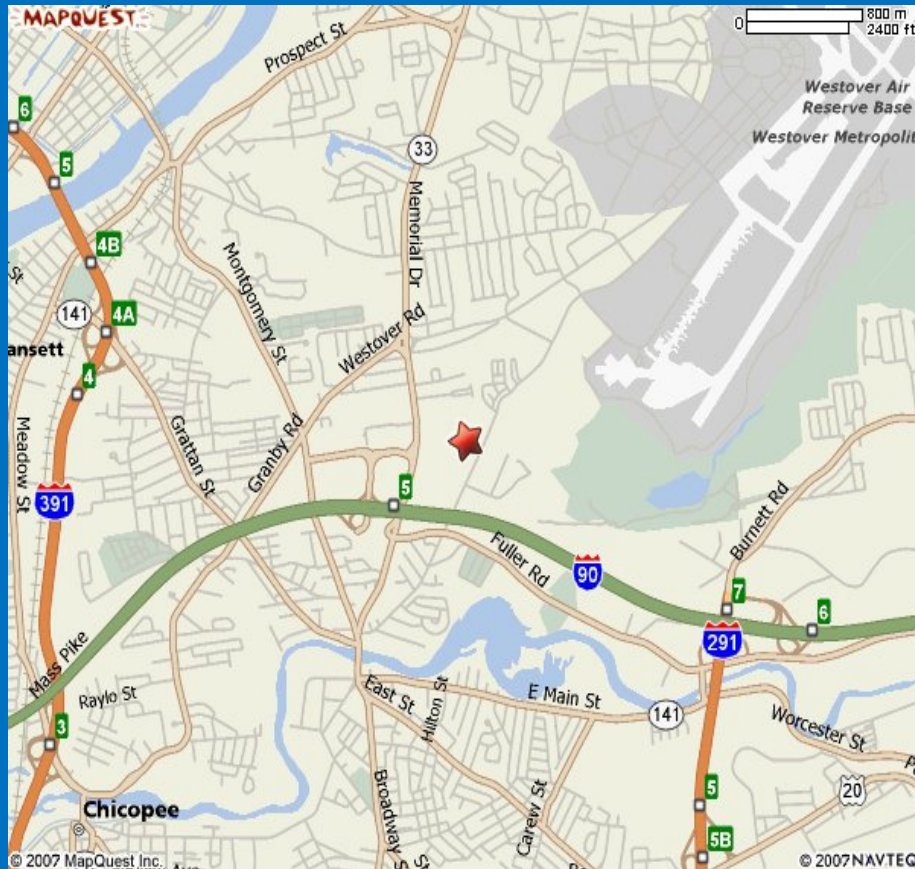 MAPQUEST
0
800 m
2400 ft
Prospect St
Westover Air
Reserve Base
Westover Metropolit
6
33
5
Memorial Dr
4B
Montgomery St
141
4A
Westover Rd
ansett
4
Meadow St
Grattan St
Granby Rd
391
5
Burnett Rd
Fuller Rd
90
7
6
291
Mass Pike
Raylo St
East St
Hilton St
E Main St
141
Worcester St
3
Broadway St
Carew St
20
5
Chicopee
5B
© 2007 MapQuest Inc.
© 2007 NAVTEQ